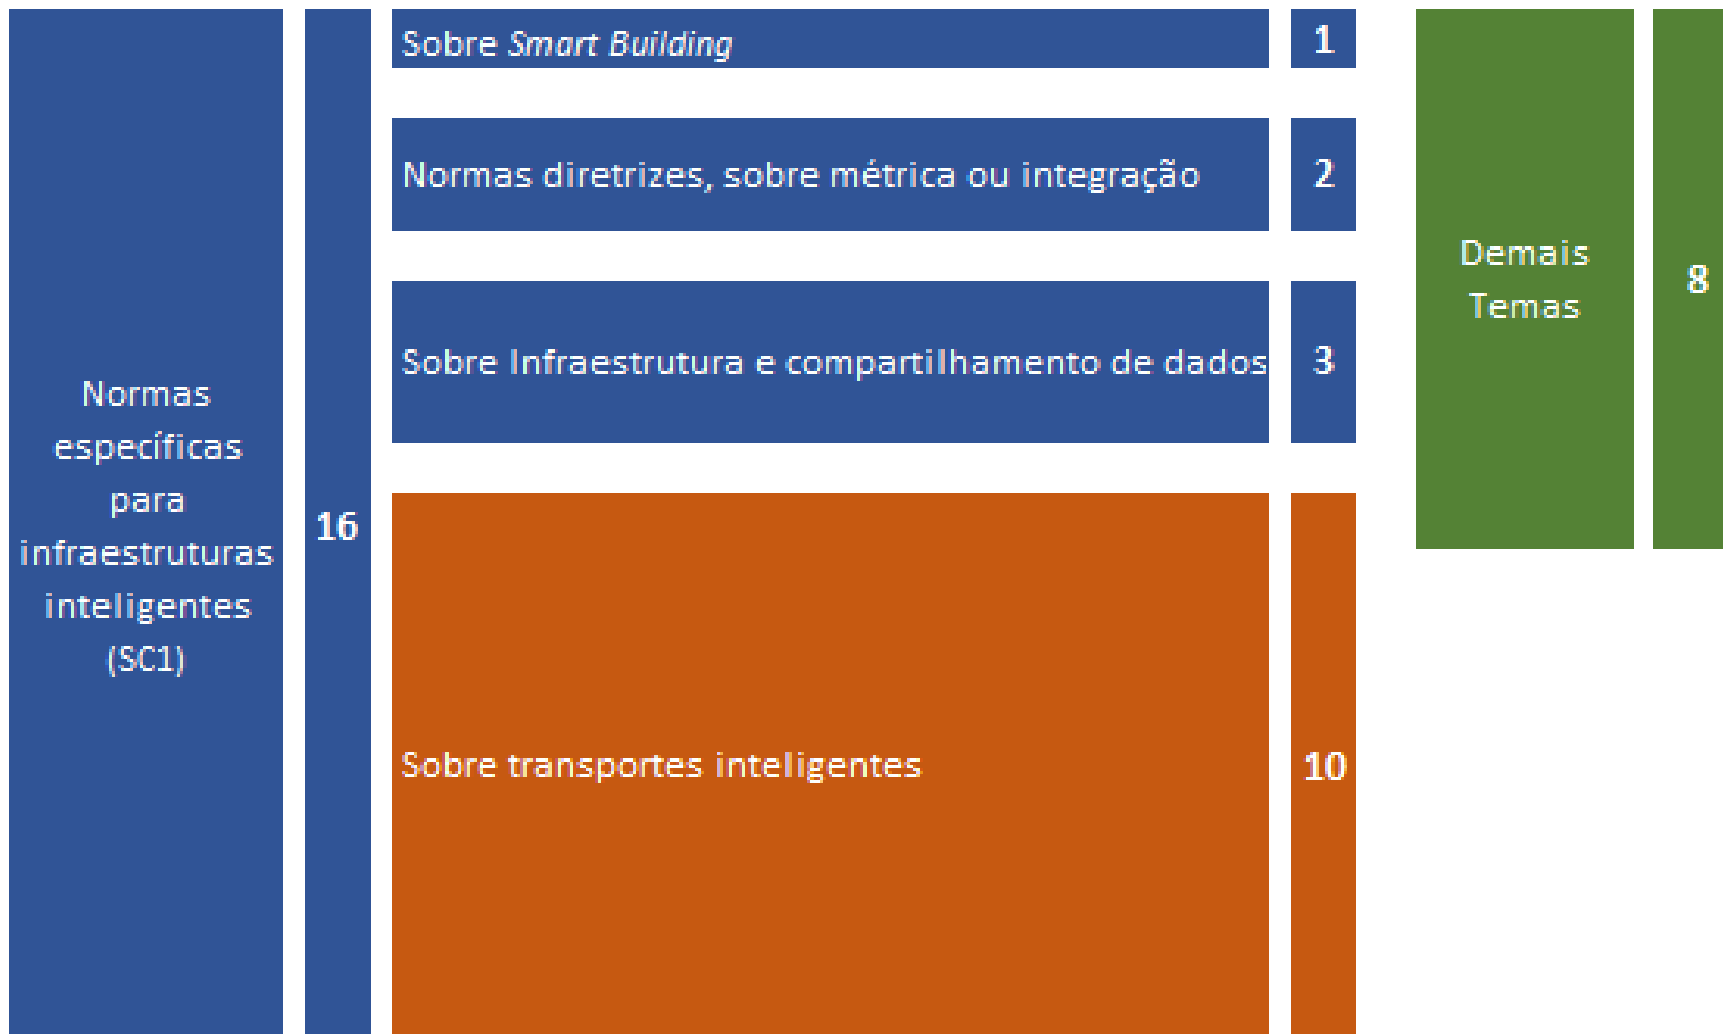 Normas
específicas
para
infraestruturas
inteligentes
(SC1)
16
Sobre Smart Building
1
Normas diretrizes, sobre métrica ou integração
2
Sobre Infraestrutura e compartilhamento de dados
3
Sobre transportes inteligentes
10
Demais
Temas
8